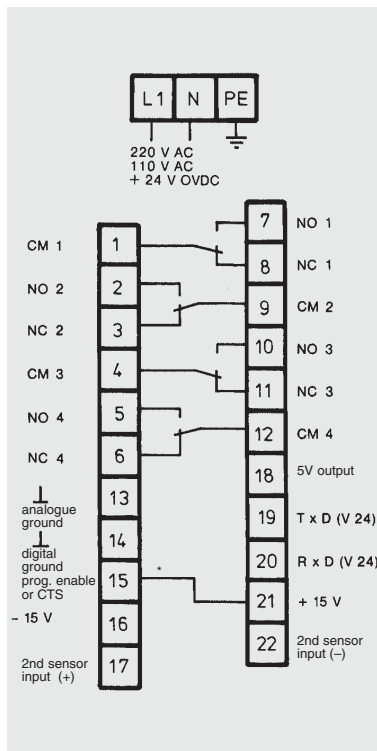 L1 N PE
220 V AC
110 V AC
+ 24 V OVDC
CM 1 1
NO 2 2
NC 2 3
CM 3 4
NO 4 5
NC 4 6
13
analogue
ground
14
digital
ground
prog. enable
or CTS
15 *
– 15 V 16
2nd sensor
input (+)
17
7 NO 1
8 NC 1
9 CM 2
10 NO 3
11 NC 3
12 CM 4
18 5V output
19 T x D (V 24)
20 R x D (V 24)
21 + 15 V
22 2nd sensor
input (–)